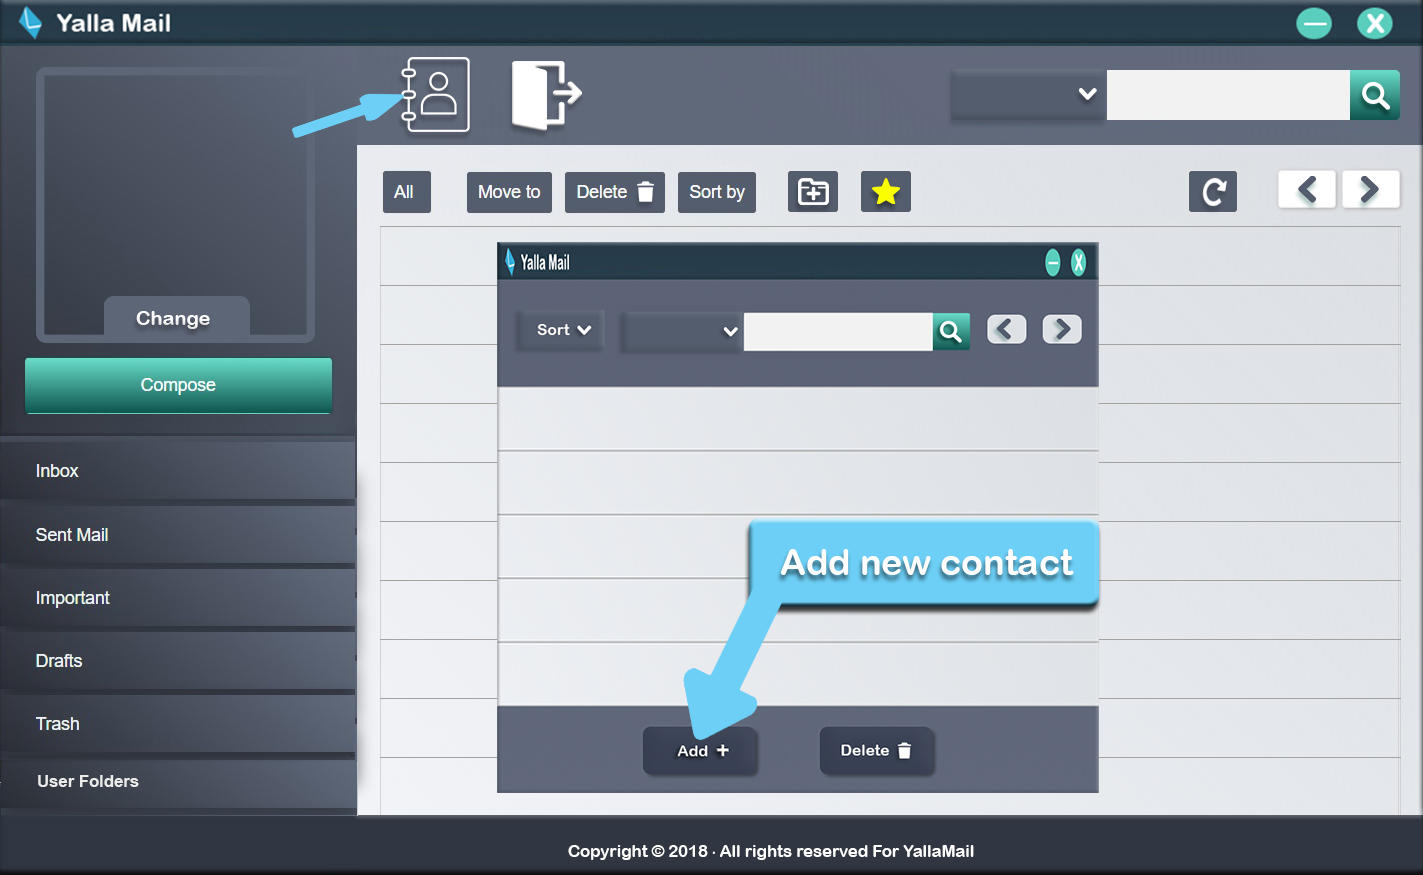 Yalla Mail
Change
Compose
Inbox
Sent Mail
Important
Drafts
Trash
User Folders
All
Move to
Delete
Sort by
Yalla Mail
Sort
Add new contact
Add +
Delete
Copyright © 2018 · All rights reserved For YallaMail